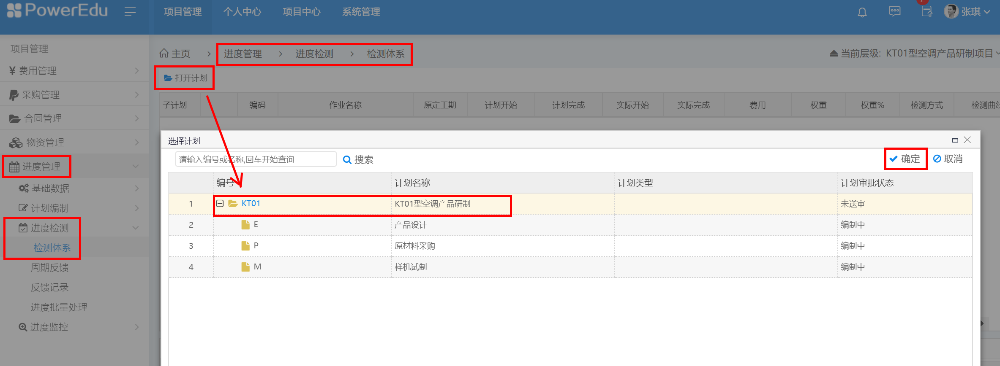 PowerEdu
项目管理 个人中心 项目中心 系统管理
2
张琪
项目管理
费用管理
采购管理
合同管理
物资管理
进度管理
基础数据
计划编制
进度检测
检测体系
周期反馈
反馈记录
进度批量处理
进度监控
主页 > 进度管理 > 进度检测 > 检测体系
当前层级: KT01型空调产品研制项目
打开计划
子计划 编码 作业名称 原定工期 计划开始 计划完成 实际开始 实际完成 费用 权重 权重% 检测方式 检测曲
选择计划
请输入编号或名称,回车开始查询 搜索 确定 取消
编号 计划名称 计划类型 计划审批状态
1 KT01 KT01型空调产品研制 未送审
2 E 产品设计 编制中
3 P 原材料采购 编制中
4 M 样机试制 编制中